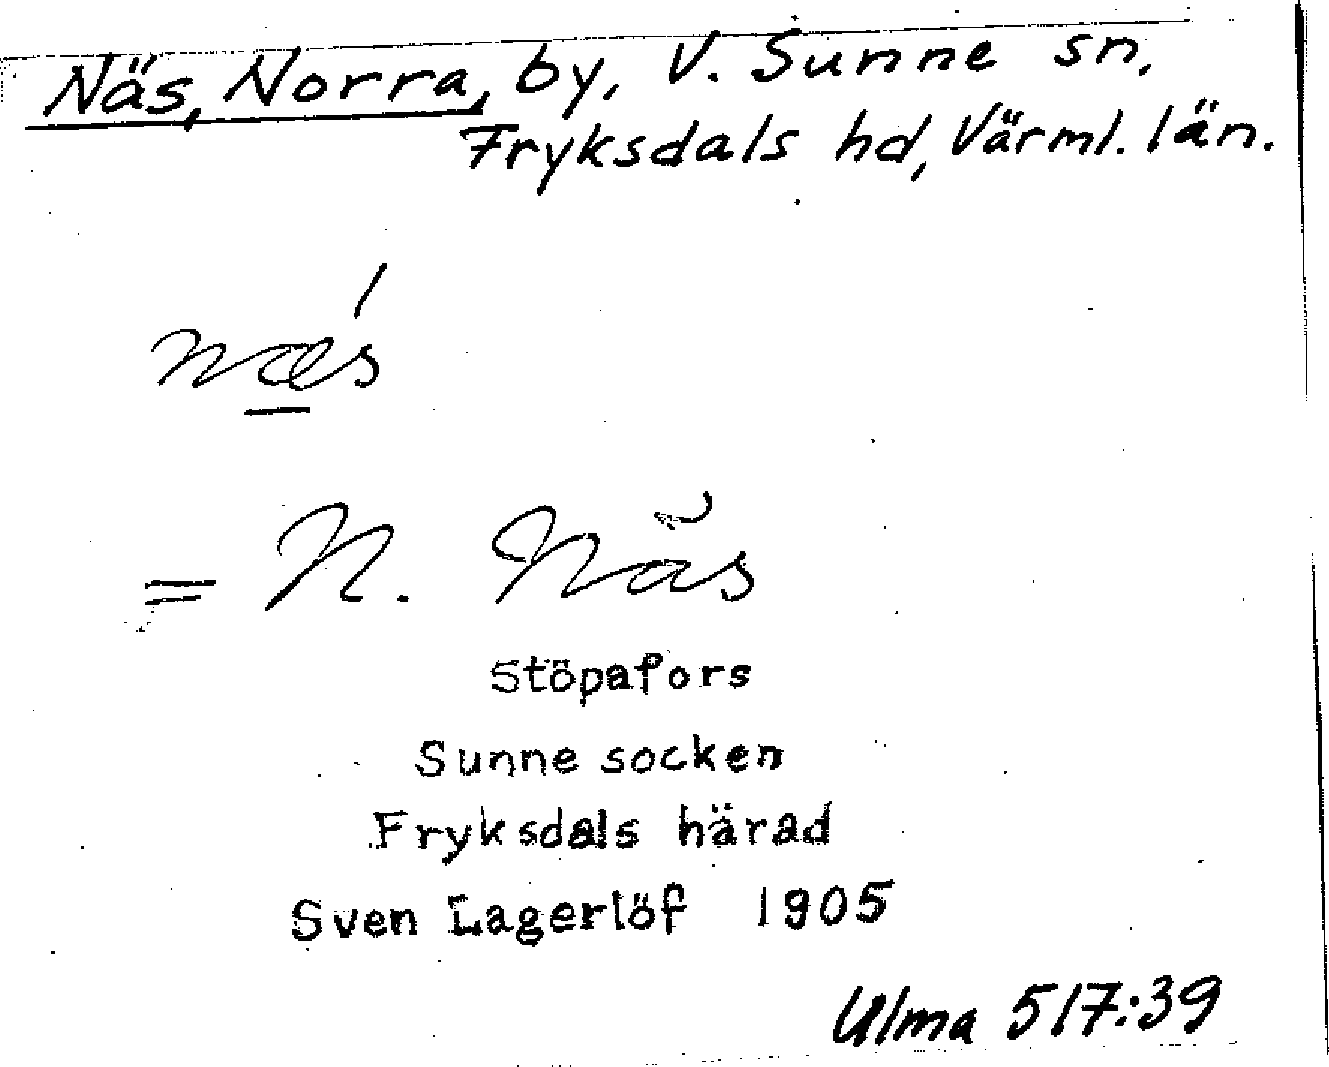 Näs, Norra, by, V. Sunne sn,
Fryksdals hd, Värml. län.
næs
= N. Näs
Stöpafors
Sunne socken
Fryksdals härad
Sven Lagerlöf 1905
Ulma 517:39